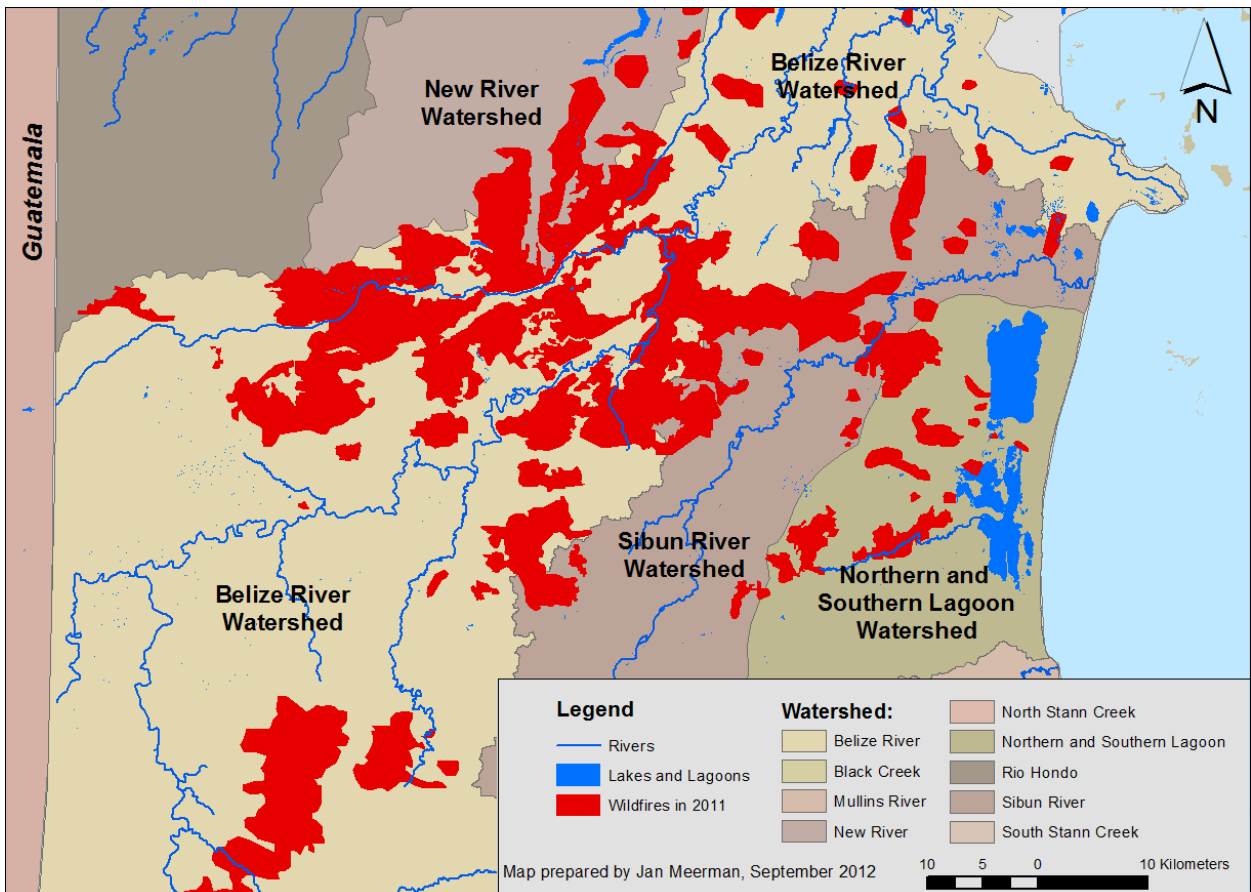 Belize River
Watershed
New River
Watershed
N
Guatemala
Sibun River
Watershed
Northern and
Southern Lagoon
Watershed
Belize River
Watershed
Legend
Rivers
Lakes and Lagoons
Wildfires in 2011
Watershed:
Belize River
Black Creek
Mullins River
New River
North Stann Creek
Northern and Southern Lagoon
Rio Hondo
Sibun River
South Stann Creek
Map prepared by Jan Meerman, September 2012
10 5 0 10 Kilometers